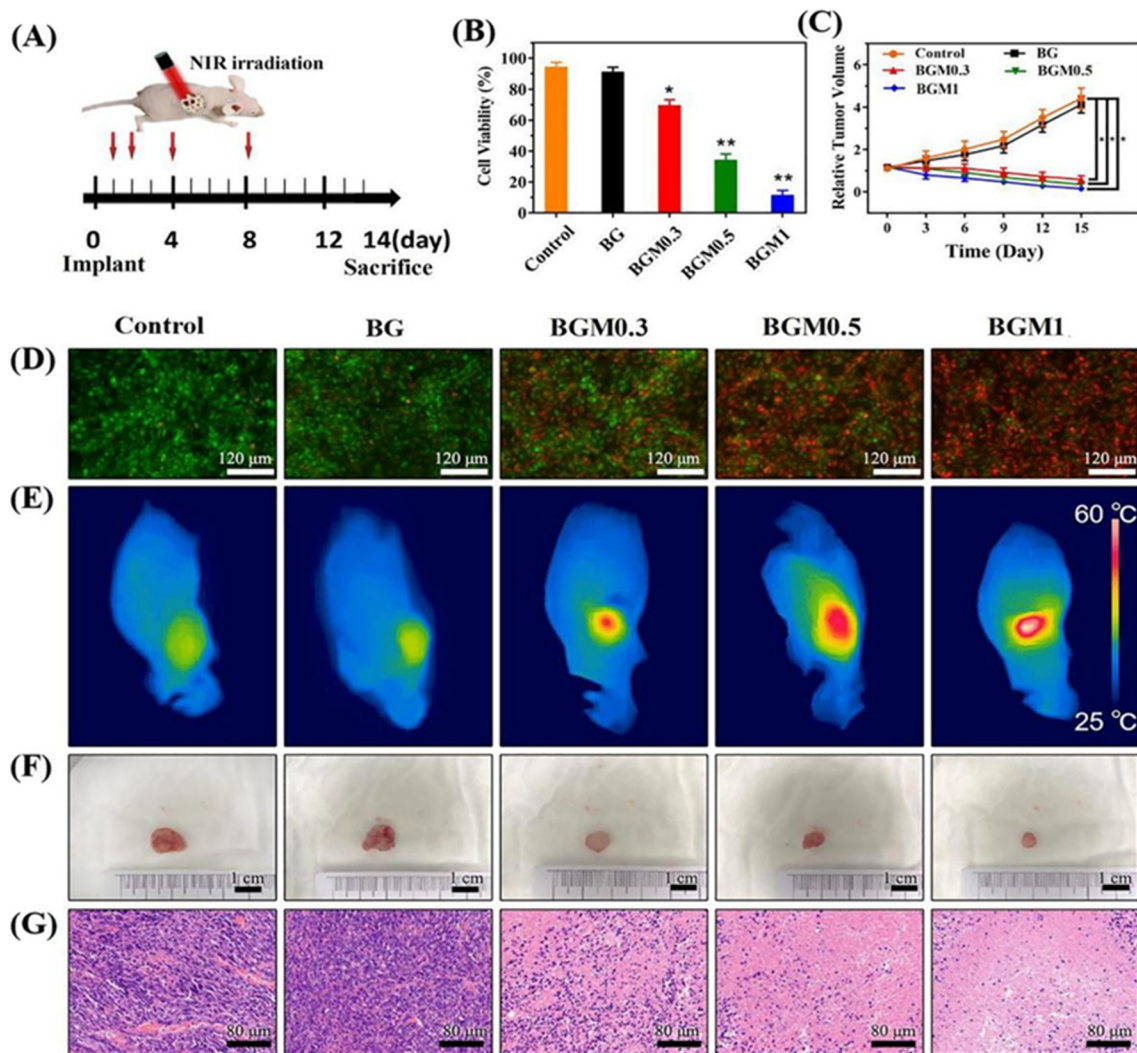 (A)
NIR irradiation
0 4 8 12 14(day)
Implant Sacrifice
(B)
Cell Viability (%)
100
80
60
40
20
0
* ** **
Control BG BGM0.3 BGM0.5 BGM1
(C)
Control BG
BGM0.3 BGM0.5
BGM1
Relative Tumor Volume
6
4
2
0
* * *
0 3 6 9 12 15
Time (Day)
Control BG BGM0.3 BGM0.5 BGM1
(D)
120 μm 120 μm 120 μm 120 μm 120 μm
(E)
60 ℃
25 ℃
(F)
1 cm 1 cm 1 cm 1 cm 1 cm
(G)
80 μm 80 μm 80 μm 80 μm 80 μm